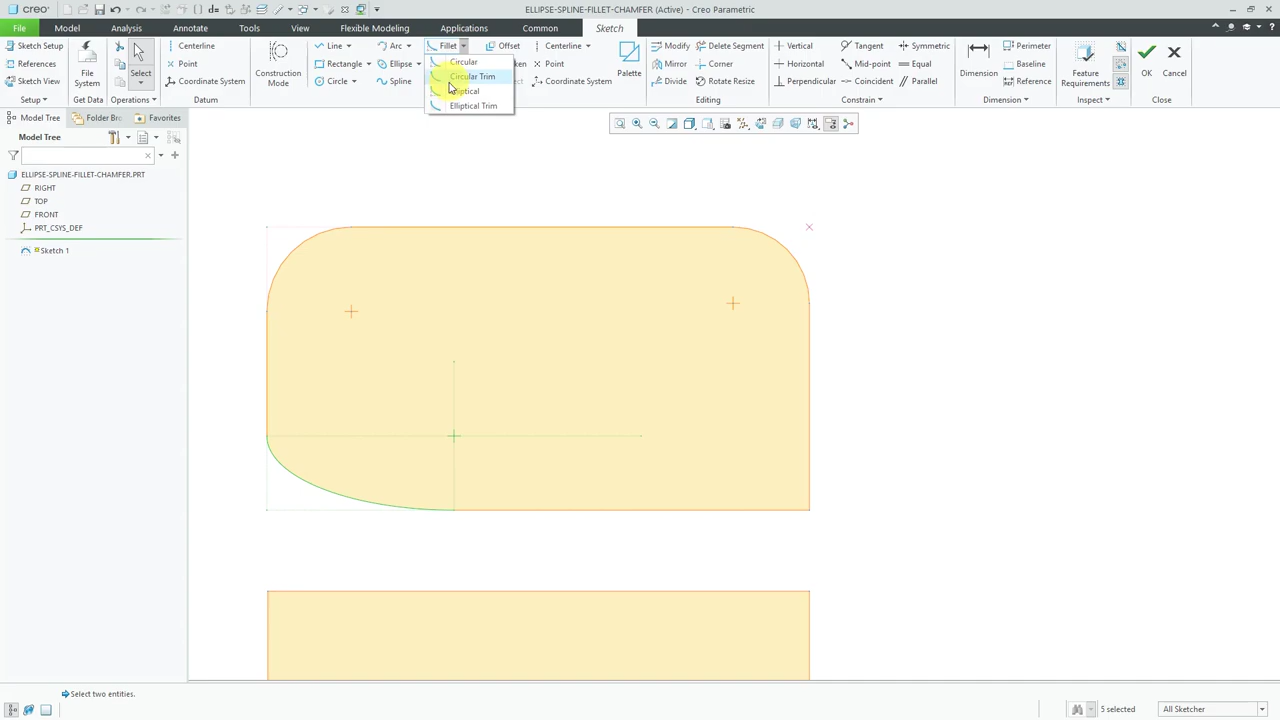 creo
ELLIPSE-SPLINE-FILLET-CHAMFER (Active) - Creo Parametric
File
Model
Analysis
Annotate
Tools
Flexible Modeling
Applications
Common
Sketch
Sketch Setup
References
Sketch View
Setup
File System
Get Data
Select
Operations
Centerline
Point
Coordinate System
Datum
Construction Mode
Line
Rectangle
Circle
Arc
Ellipse
Spline
Fillet
Circular
Circular Trim
Elliptical Trim
Offset
Centerline
Point
Coordinate System
Palette
Modify
Mirror
Divide
Delete Segment
Corner
Rotate Resize
Editing
Vertical
Horizontal
Perpendicular
Tangent
Mid-point
Coincident
Symmetric
Equal
Parallel
Constrain
Dimension
Perimeter
Baseline
Reference
Dimension
Feature Requirements
Inspect
OK
Cancel
Close
Model Tree
Folder Bro
Favorites
Model Tree
ELLIPSE-SPLINE-FILLET-CHAMFER.PRT
RIGHT
TOP
FRONT
PRT_CSYS_DEF
Sketch 1
Select two entities.
5 selected
All Sketcher